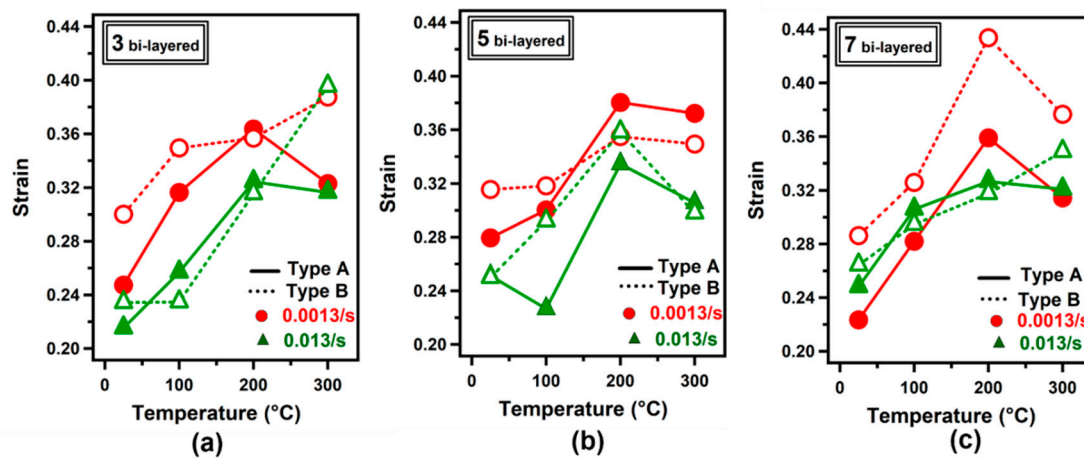 3 bi-layered
0.44
0.40
0.36
0.32
0.28
0.24
0.20
Strain
Type A
Type B
0.0013/s
0.013/s
0
100
200
300
Temperature (°C)
(a)
5 bi-layered
0.44
0.40
0.36
0.32
0.28
0.24
0.20
Strain
Type A
Type B
0.0013/s
0.013/s
0
100
200
300
Temperature (°C)
(b)
7 bi-layered
0.44
0.40
0.36
0.32
0.28
0.24
0.20
Strain
Type A
Type B
0.0013/s
0.013/s
0
100
200
300
Temperature (°C)
(c)